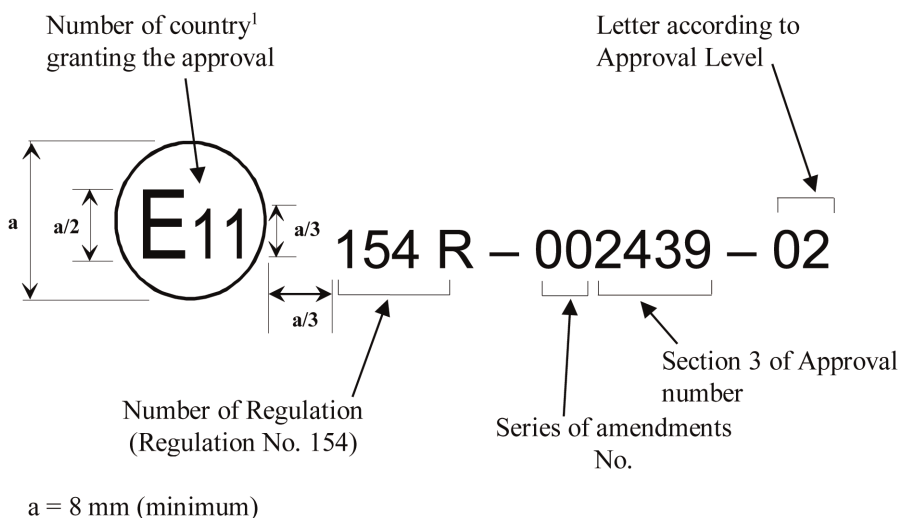 Number of country1
granting the approval
Letter according to
Approval Level
a
a/2
E11
a/3
a/3
154 R – 002439 – 02
Number of Regulation
(Regulation No. 154)
Series of amendments
No.
Section 3 of Approval
number
a = 8 mm (minimum)